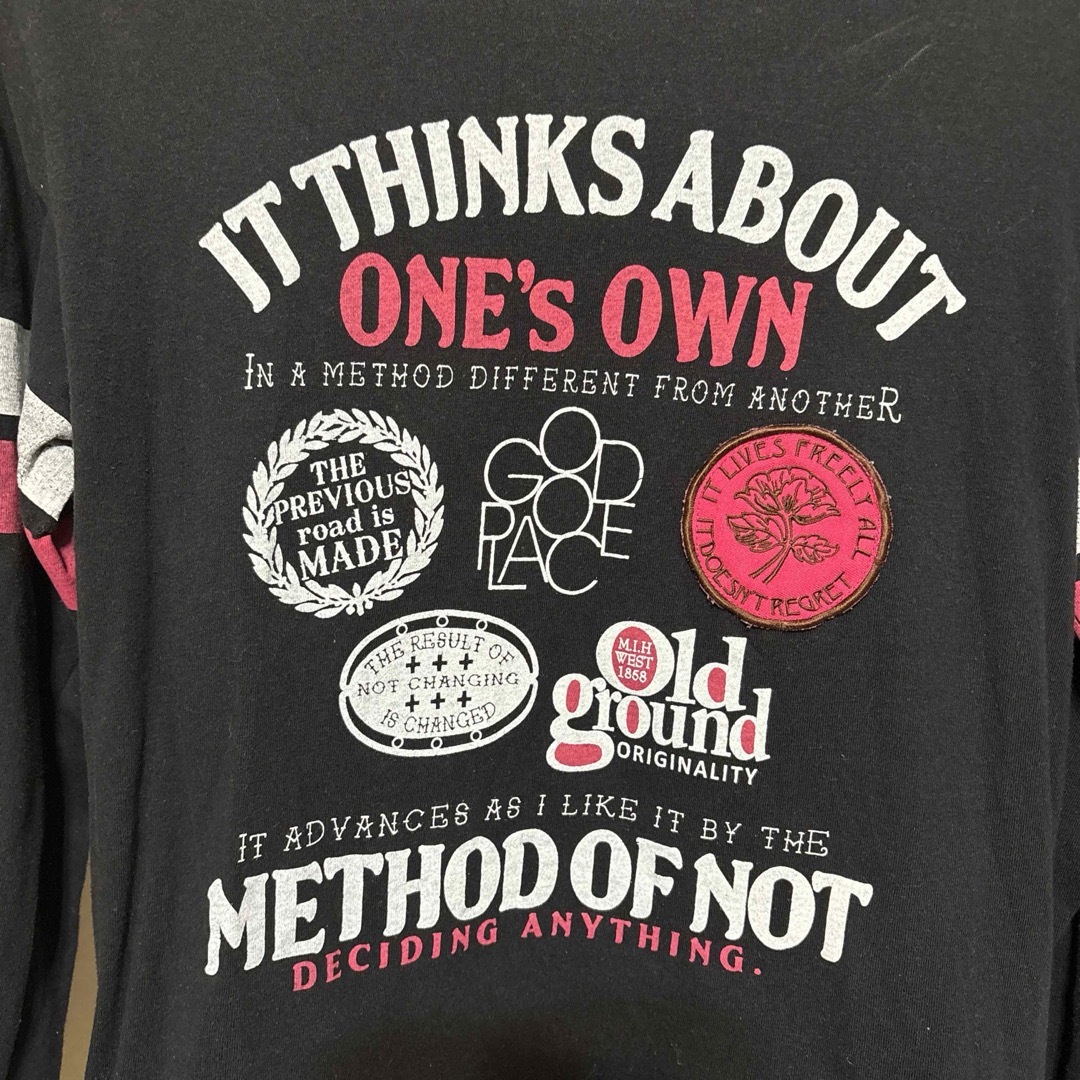 IT THINKS ABOUT
ONE's OWN
IN A METHOD DIFFERENT FROM ANOTHER
THE
PREVIOUS
road is
MADE
GOOD
PLACE
IT LIVES FREELY ALL
IT DOESN'T REGRET
THE RESULT OF
+++
NOT CHANGING
+++
IS CHANGED
M.I.H
WEST
1858
Old
ground
ORIGINALITY
IT ADVANCES AS I LIKE IT BY THE
METHOD OF NOT
DECIDING ANYTHING.